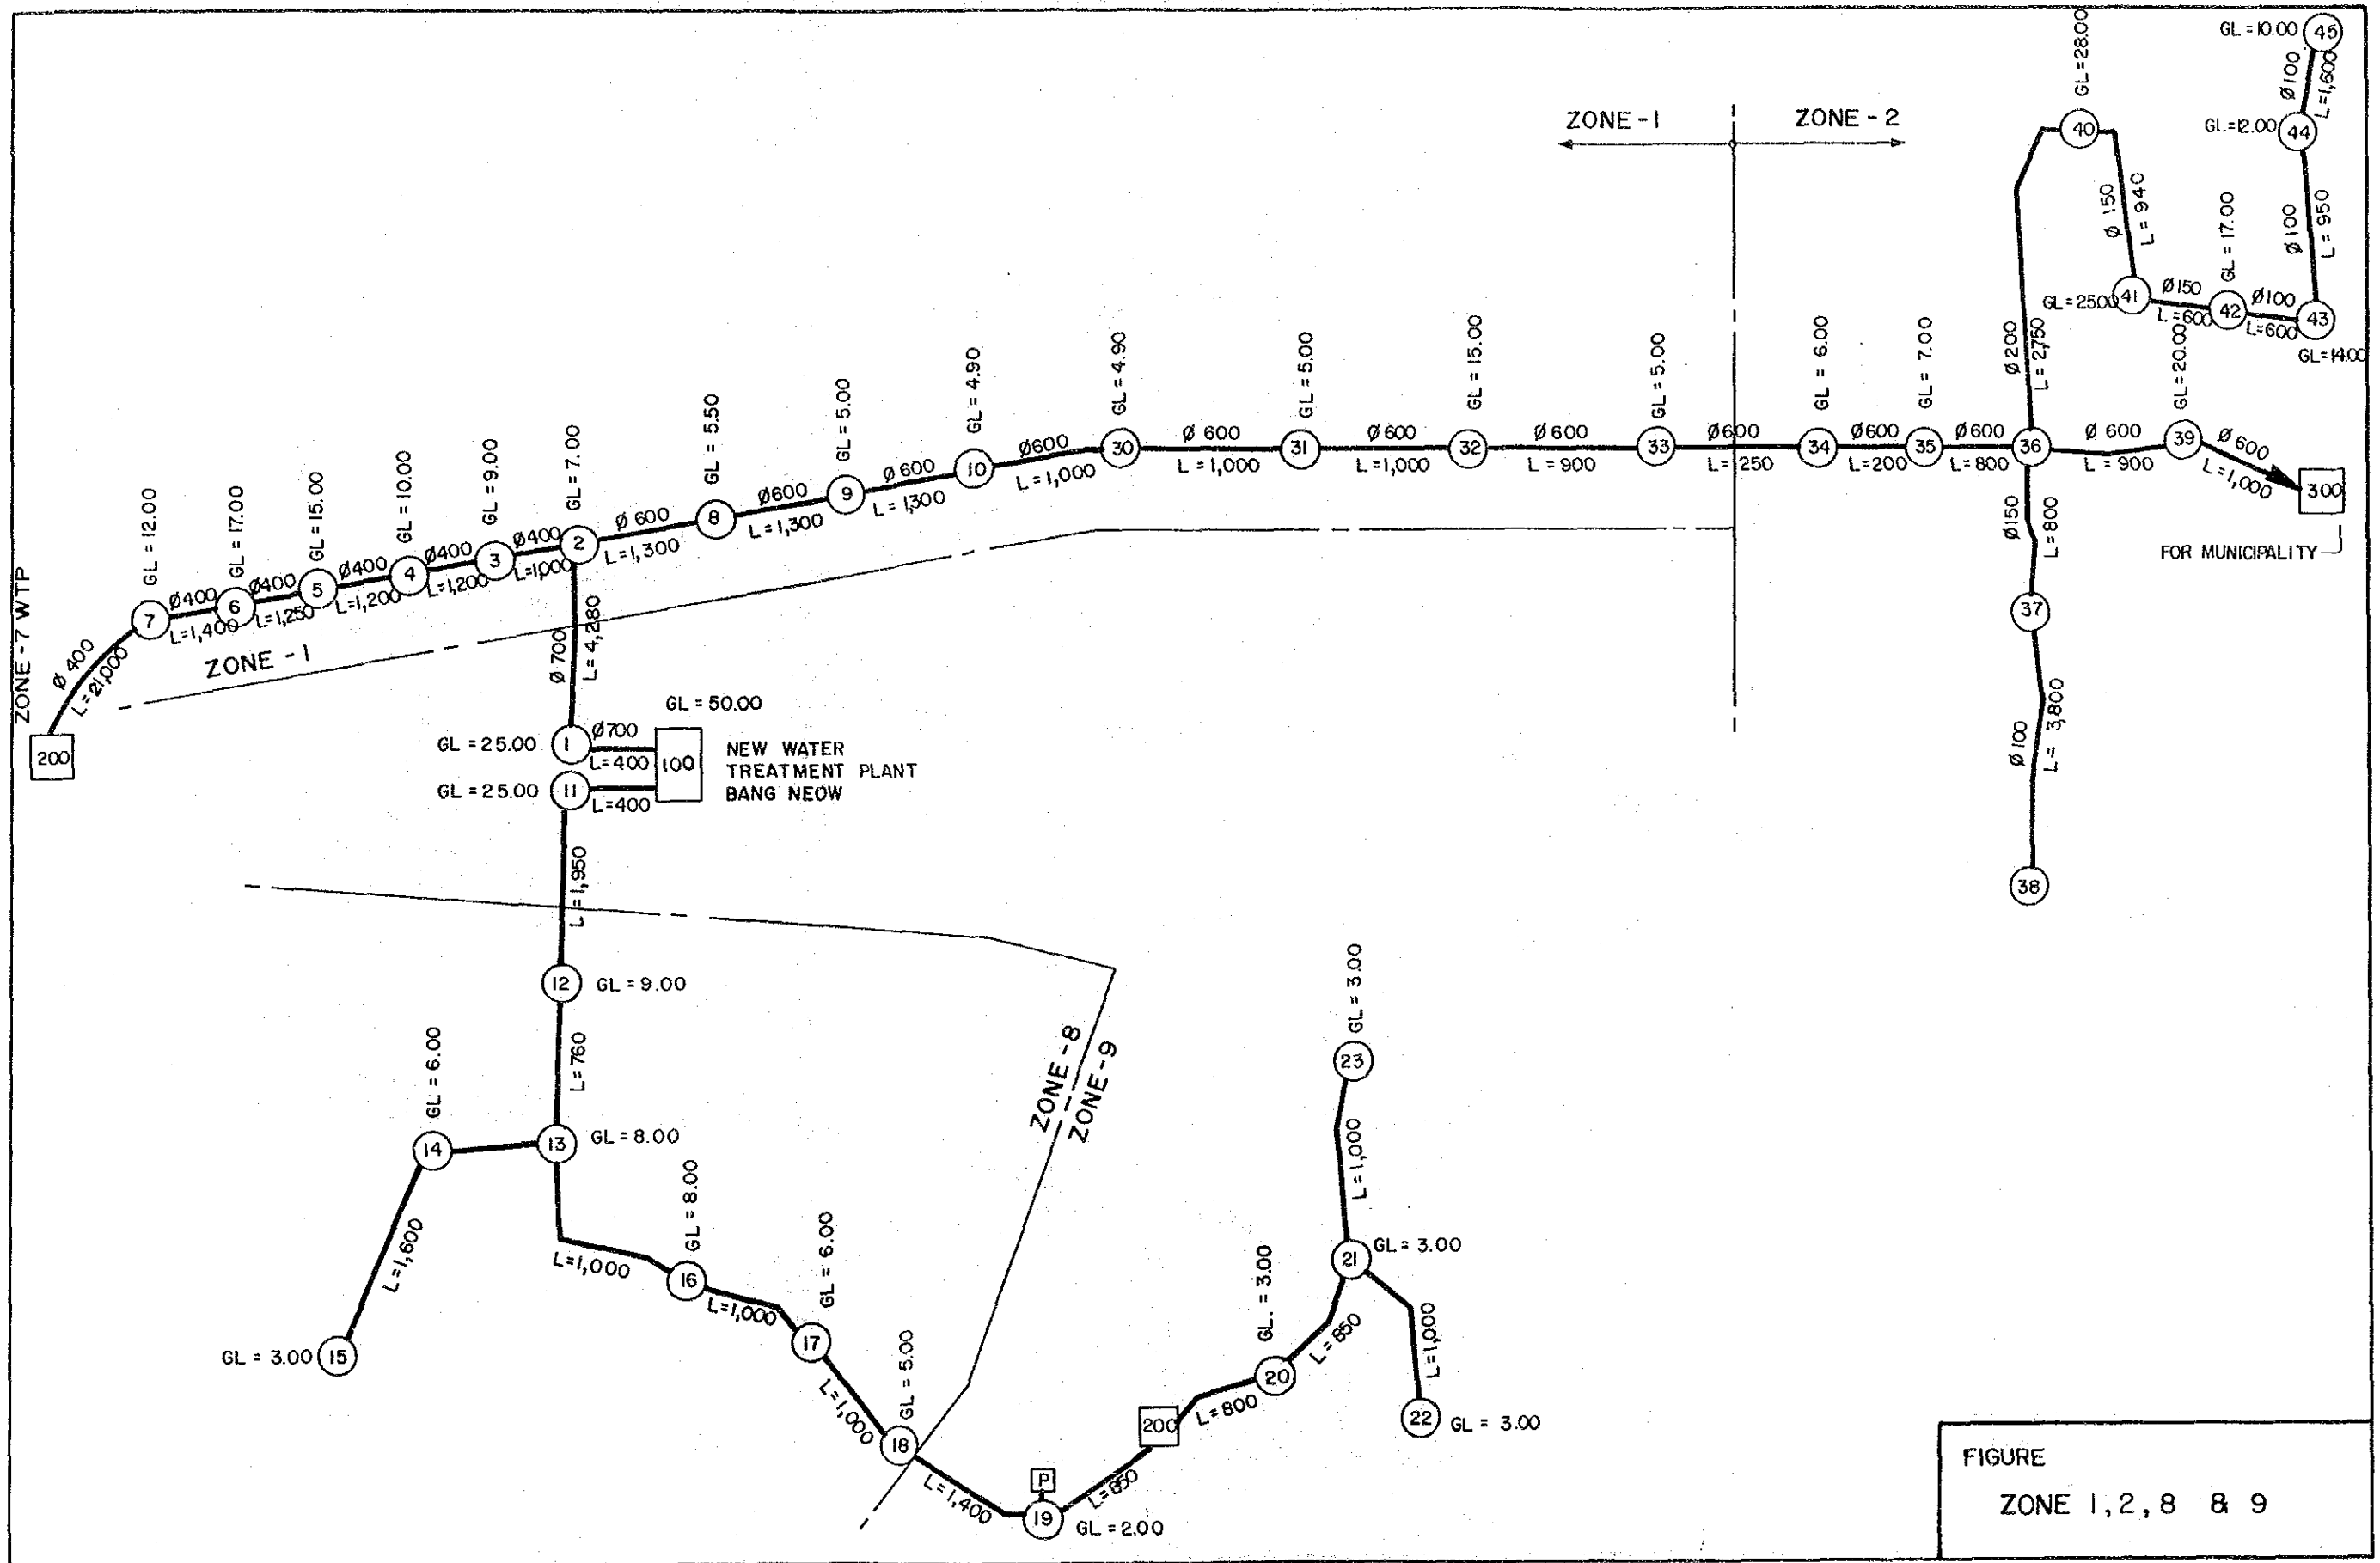 GL = 10.00
45
Ø100
L=1,600
GL = 28.00
40
GL=12.00
44
ZONE - 1
ZONE - 2
Ø 150
L = 940
Ø100
L = 950
GL = 17.00
GL = 25.00
41
Ø150
L=600
42
Ø100
L=600
43
GL=14.00
Ø 200
L = 2,750
GL = 12.00
GL = 17.00
GL = 15.00
GL = 10.00
GL = 9.00
GL = 7.00
GL = 5.50
GL = 5.00
GL = 4.90
GL = 4.90
GL = 5.00
GL = 15.00
GL = 5.00
GL = 6.00
GL = 7.00
GL = 20.00
ZONE - 7 WTP
200
Ø 400
L=21,000
7
Ø400
L=1,400
6
Ø400
L=1,250
5
Ø400
L=1,200
4
Ø400
L=1,200
3
Ø400
L=1,000
2
Ø 600
L=1,300
8
Ø600
L=1,300
9
Ø 600
L = 1,300
10
Ø600
L = 1,000
30
Ø 600
L = 1,000
31
Ø 600
L = 1,000
32
Ø 600
L = 900
33
Ø600
L = 1250
34
Ø600
L=200
35
Ø600
L = 800
36
Ø 600
L = 900
39
Ø 600
L = 1,000
300
FOR MUNICIPALITY
Ø150
L=800
37
Ø100
L= 3,800
38
ZONE - 1
Ø 700
L= 4,280
GL = 50.00
GL = 25.00
1
Ø700
L=400
100
NEW WATER
TREATMENT PLANT
BANG NEOW
GL = 25.00
11
L=400
L=1,950
12
GL = 9.00
L=760
GL = 6.00
14
13
GL = 8.00
L=1,600
GL = 3.00
15
L=1,000
GL = 8.00
16
L=1,000
GL = 6.00
17
L=1,000
GL = 5.00
18
ZONE - 8
ZONE - 9
L=1,400
P
19
GL = 2.00
200
L=800
GL. = 3.00
20
L=850
21
GL = 3.00
L=1,000
23
GL = 3.00
L=1,000
22
GL = 3.00
FIGURE
ZONE 1,2,8 & 9